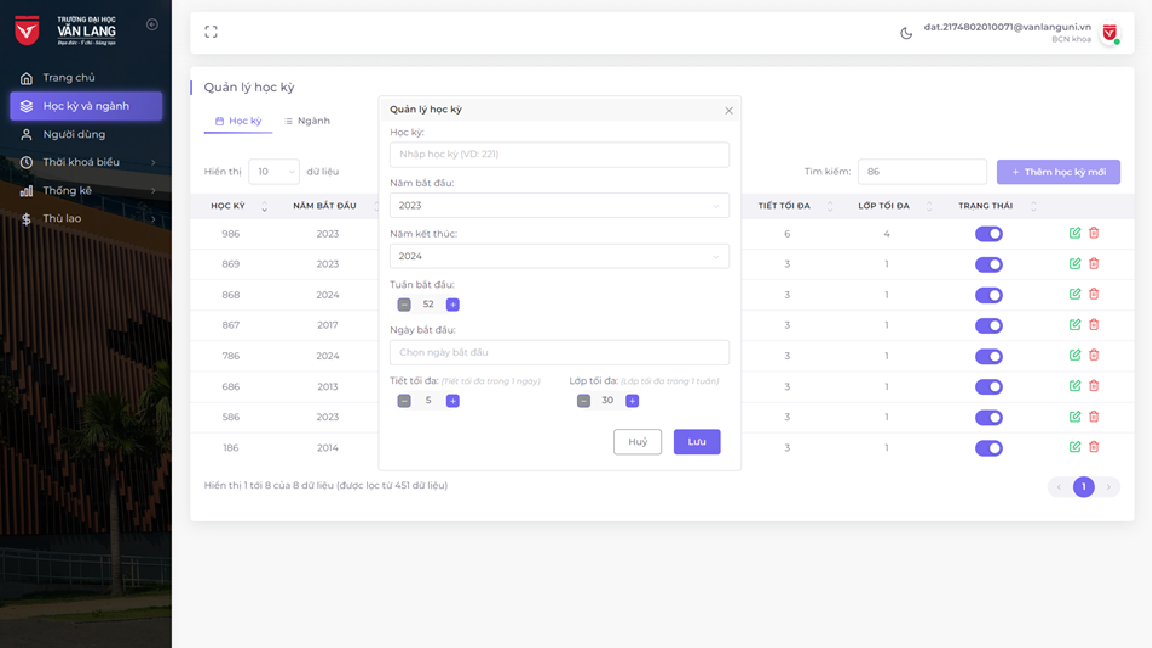 TRƯỜNG ĐẠI HỌC
VĂN LANG
Đạo đức - Ý chí - Sáng tạo
Trang chủ
Học kỳ và ngành
Người dùng
Thời khoá biểu
Thống kê
Thù lao
dat.2174802010071@vanlanguni.vn
BCN khoa
Quản lý học kỳ
Học kỳ
Ngành
Hiển thị 10 dữ liệu
Tìm kiếm: 86
+ Thêm học kỳ mới
HỌC KỲ NĂM BẮT ĐẦU TIẾT TỐI ĐA LỚP TỐI ĐA TRẠNG THÁI
986 2023 6 4
869 2023 3 1
868 2024 3 1
867 2017 3 1
786 2024 3 1
686 2013 3 1
586 2023 3 1
186 2014 3 1
Hiển thị 1 tới 8 của 8 dữ liệu (được lọc từ 451 dữ liệu)
1
Quản lý học kỳ
Học kỳ:
Nhập học kỳ (VD: 221)
Năm bắt đầu:
2023
Năm kết thúc:
2024
Tuần bắt đầu:
52
Ngày bắt đầu:
Chọn ngày bắt đầu
Tiết tối đa: (Tiết tối đa trong 1 ngày) Lớp tối đa: (Lớp tối đa trong 1 tuần)
5 30
Huỷ Lưu